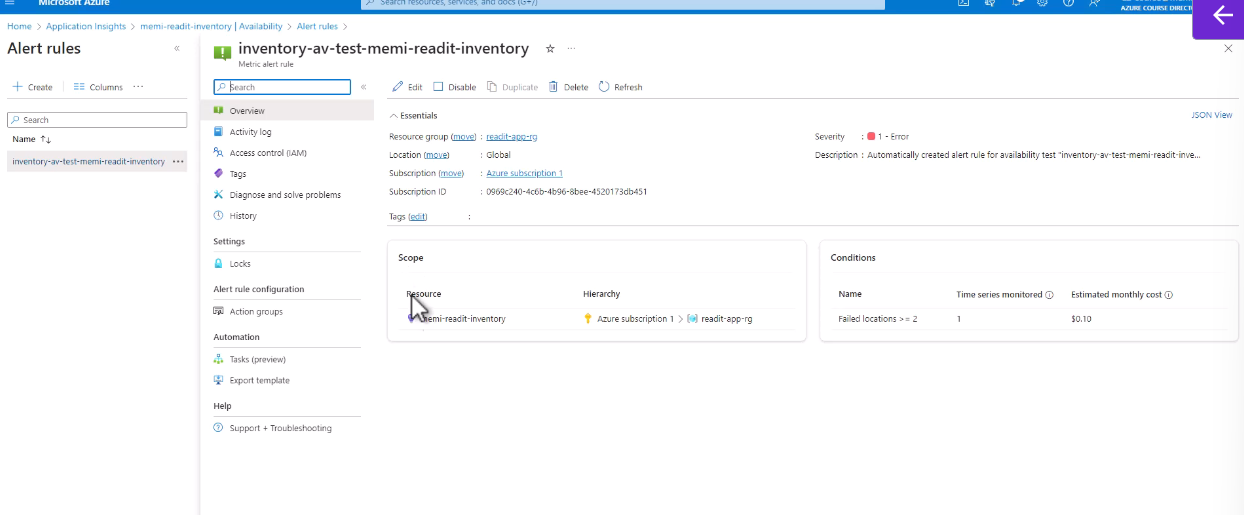 Microsoft Azure
Search resources, services, and docs (G+/)
AZURE COURSE DIRECT
Home > Application Insights > memi-readit-inventory | Availability > Alert rules >
Alert rules
Create
Columns
Search
Name
inventory-av-test-memi-readit-inventory
inventory-av-test-memi-readit-inventory
Metric alert rule
Search
Overview
Activity log
Access control (IAM)
Tags
Diagnose and solve problems
History
Settings
Locks
Alert rule configuration
Action groups
Automation
Tasks (preview)
Export template
Help
Support + Troubleshooting
Edit Disable Duplicate Delete Refresh
Essentials
JSON View
Resource group (move) : readit-app-rg
Location (move) : Global
Subscription (move) : Azure subscription 1
Subscription ID : 0969c240-4c6b-4b96-8bee-4520173db451
Tags (edit) :
Severity : 1 - Error
Description : Automatically created alert rule for availability test "inventory-av-test-memi-readit-inve...
Scope
Resource Hierarchy
memi-readit-inventory Azure subscription 1 > readit-app-rg
Conditions
Name Time series monitored Estimated monthly cost
Failed locations >= 2 1 $0.10